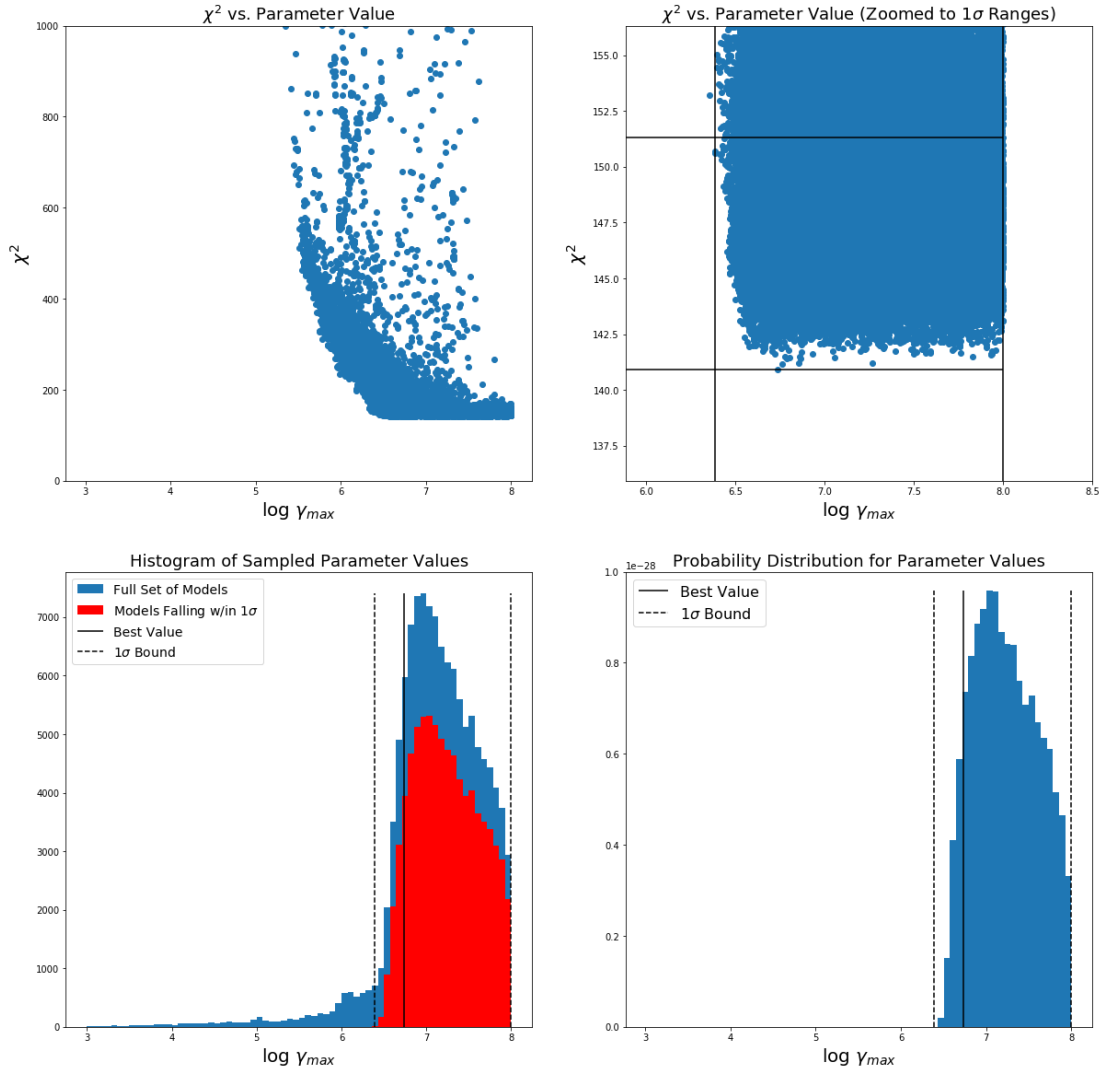 χ² vs. Parameter Value
1000
800
600
400
200
0
χ²
3 4 5 6 7 8
log γmax
χ² vs. Parameter Value (Zoomed to 1σ Ranges)
155.0
152.5
150.0
147.5
145.0
142.5
140.0
137.5
χ²
6.0 6.5 7.0 7.5 8.0 8.5
log γmax
Histogram of Sampled Parameter Values
Full Set of Models
Models Falling w/in 1σ
Best Value
1σ Bound
7000
6000
5000
4000
3000
2000
1000
0
3 4 5 6 7 8
log γmax
Probability Distribution for Parameter Values
1e−28
Best Value
1σ Bound
1.0
0.8
0.6
0.4
0.2
0.0
3 4 5 6 7 8
log γmax